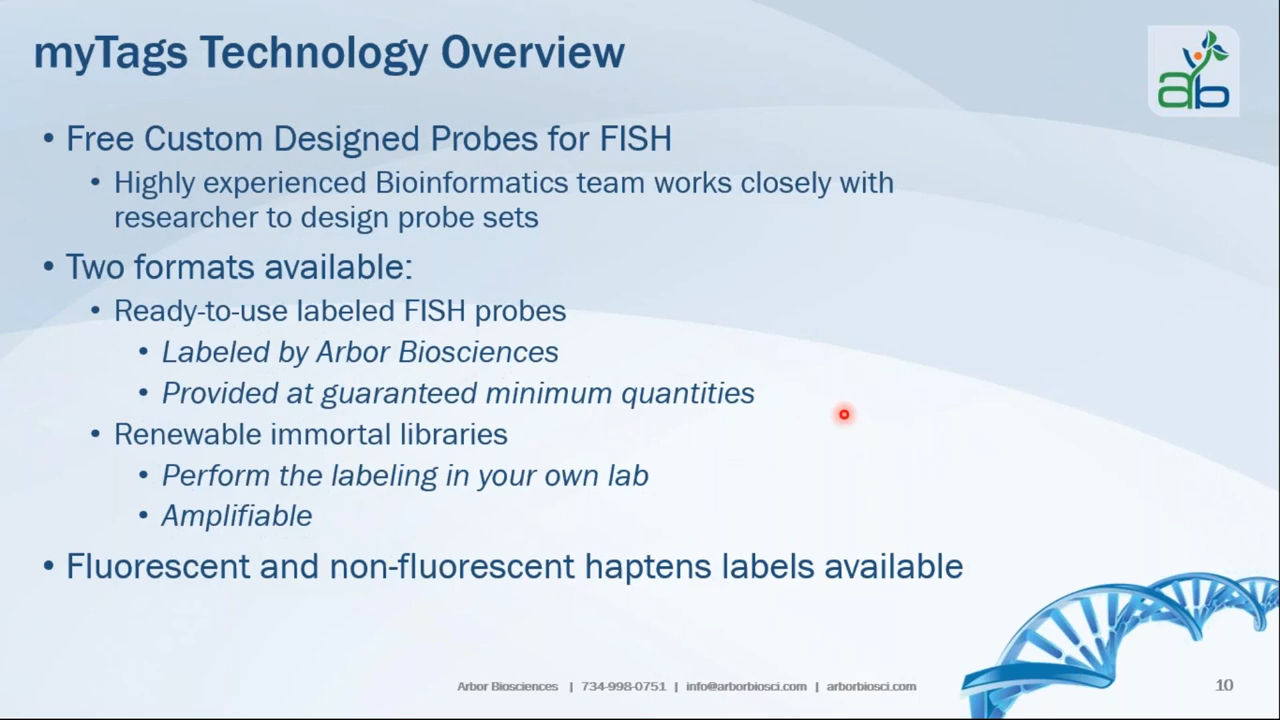 myTags Technology Overview
ab
• Free Custom Designed Probes for FISH
• Highly experienced Bioinformatics team works closely with
researcher to design probe sets
• Two formats available:
• Ready-to-use labeled FISH probes
• Labeled by Arbor Biosciences
• Provided at guaranteed minimum quantities
• Renewable immortal libraries
• Perform the labeling in your own lab
• Amplifiable
• Fluorescent and non-fluorescent haptens labels available
Arbor Biosciences | 734-998-0751 | info@arborbiosci.com | arborbiosci.com
10